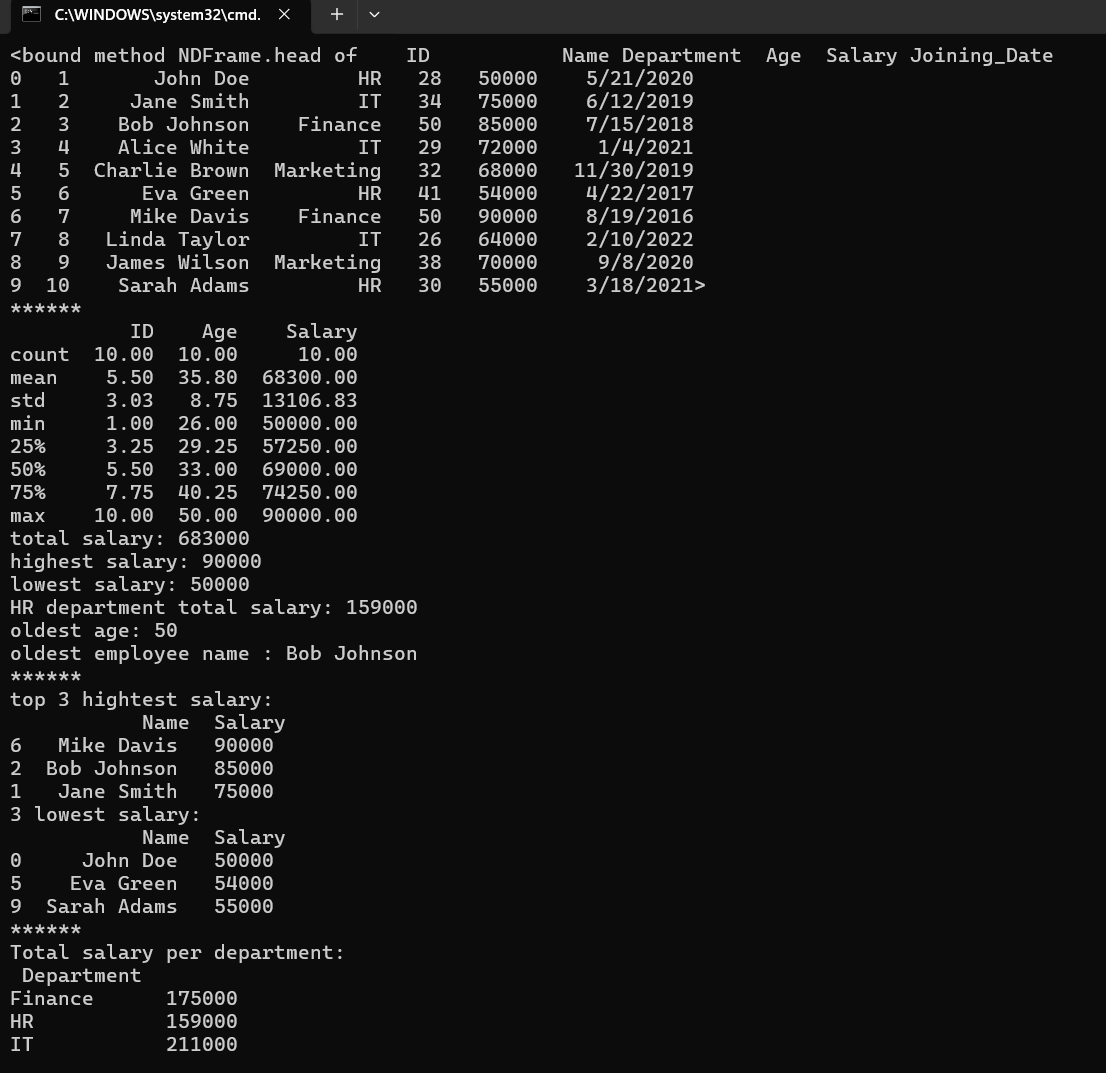 C:\WINDOWS\system32\cmd.
<bound method NDFrame.head of    ID           Name Department  Age  Salary Joining_Date
0   1       John Doe         HR   28   50000    5/21/2020
1   2     Jane Smith         IT   34   75000    6/12/2019
2   3    Bob Johnson    Finance   50   85000    7/15/2018
3   4    Alice White         IT   29   72000     1/4/2021
4   5  Charlie Brown  Marketing   32   68000   11/30/2019
5   6      Eva Green         HR   41   54000    4/22/2017
6   7     Mike Davis    Finance   50   90000    8/19/2016
7   8   Linda Taylor         IT   26   64000    2/10/2022
8   9   James Wilson  Marketing   38   70000     9/8/2020
9  10    Sarah Adams         HR   30   55000    3/18/2021>
******
          ID    Age    Salary
count  10.00  10.00     10.00
mean    5.50  35.80  68300.00
std     3.03   8.75  13106.83
min     1.00  26.00  50000.00
25%     3.25  29.25  57250.00
50%     5.50  33.00  69000.00
75%     7.75  40.25  74250.00
max    10.00  50.00  90000.00
total salary: 683000
highest salary: 90000
lowest salary: 50000
HR department total salary: 159000
oldest age: 50
oldest employee name : Bob Johnson
******
top 3 hightest salary:
           Name  Salary
6    Mike Davis   90000
2   Bob Johnson   85000
1    Jane Smith   75000
3 lowest salary:
           Name  Salary
0      John Doe   50000
5     Eva Green   54000
9   Sarah Adams   55000
******
Total salary per department:
 Department
Finance      175000
HR           159000
IT           211000